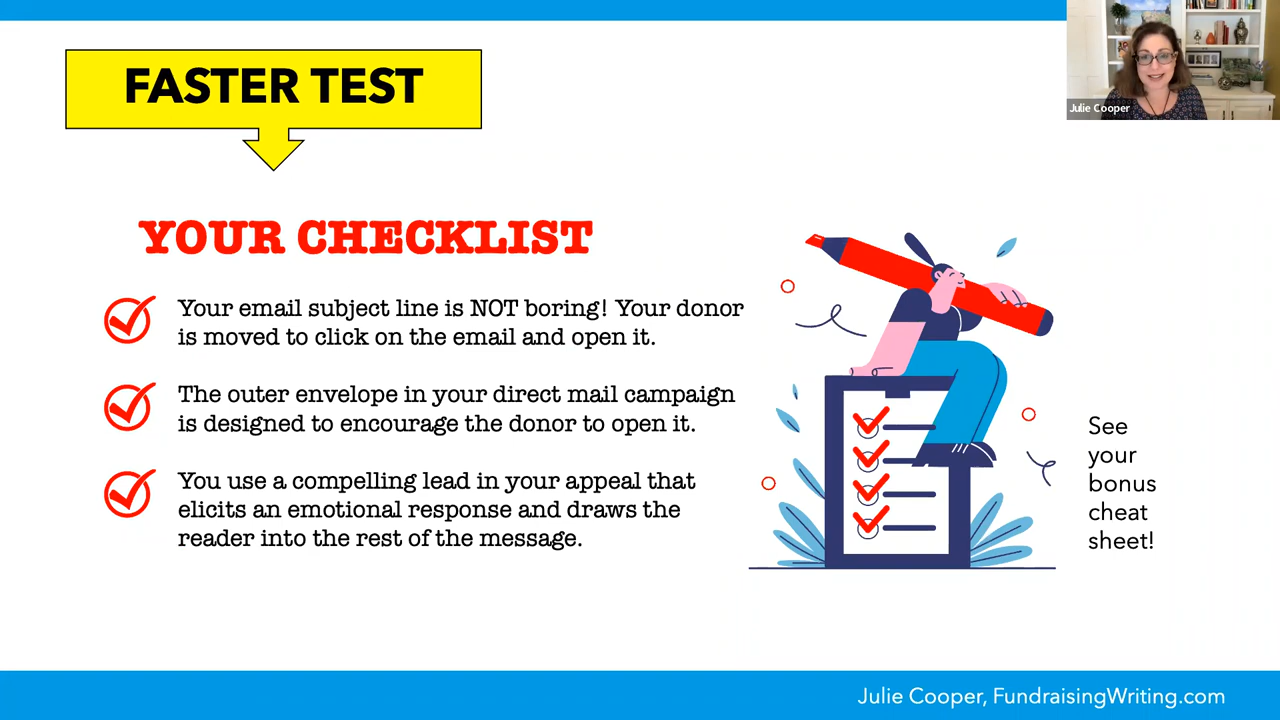 FASTER TEST
Julie Cooper
YOUR CHECKLIST
Your email subject line is NOT boring! Your donor
is moved to click on the email and open it.
The outer envelope in your direct mail campaign
is designed to encourage the donor to open it.
You use a compelling lead in your appeal that
elicits an emotional response and draws the
reader into the rest of the message.
See
your
bonus
cheat
sheet!
Julie Cooper, FundraisingWriting.com